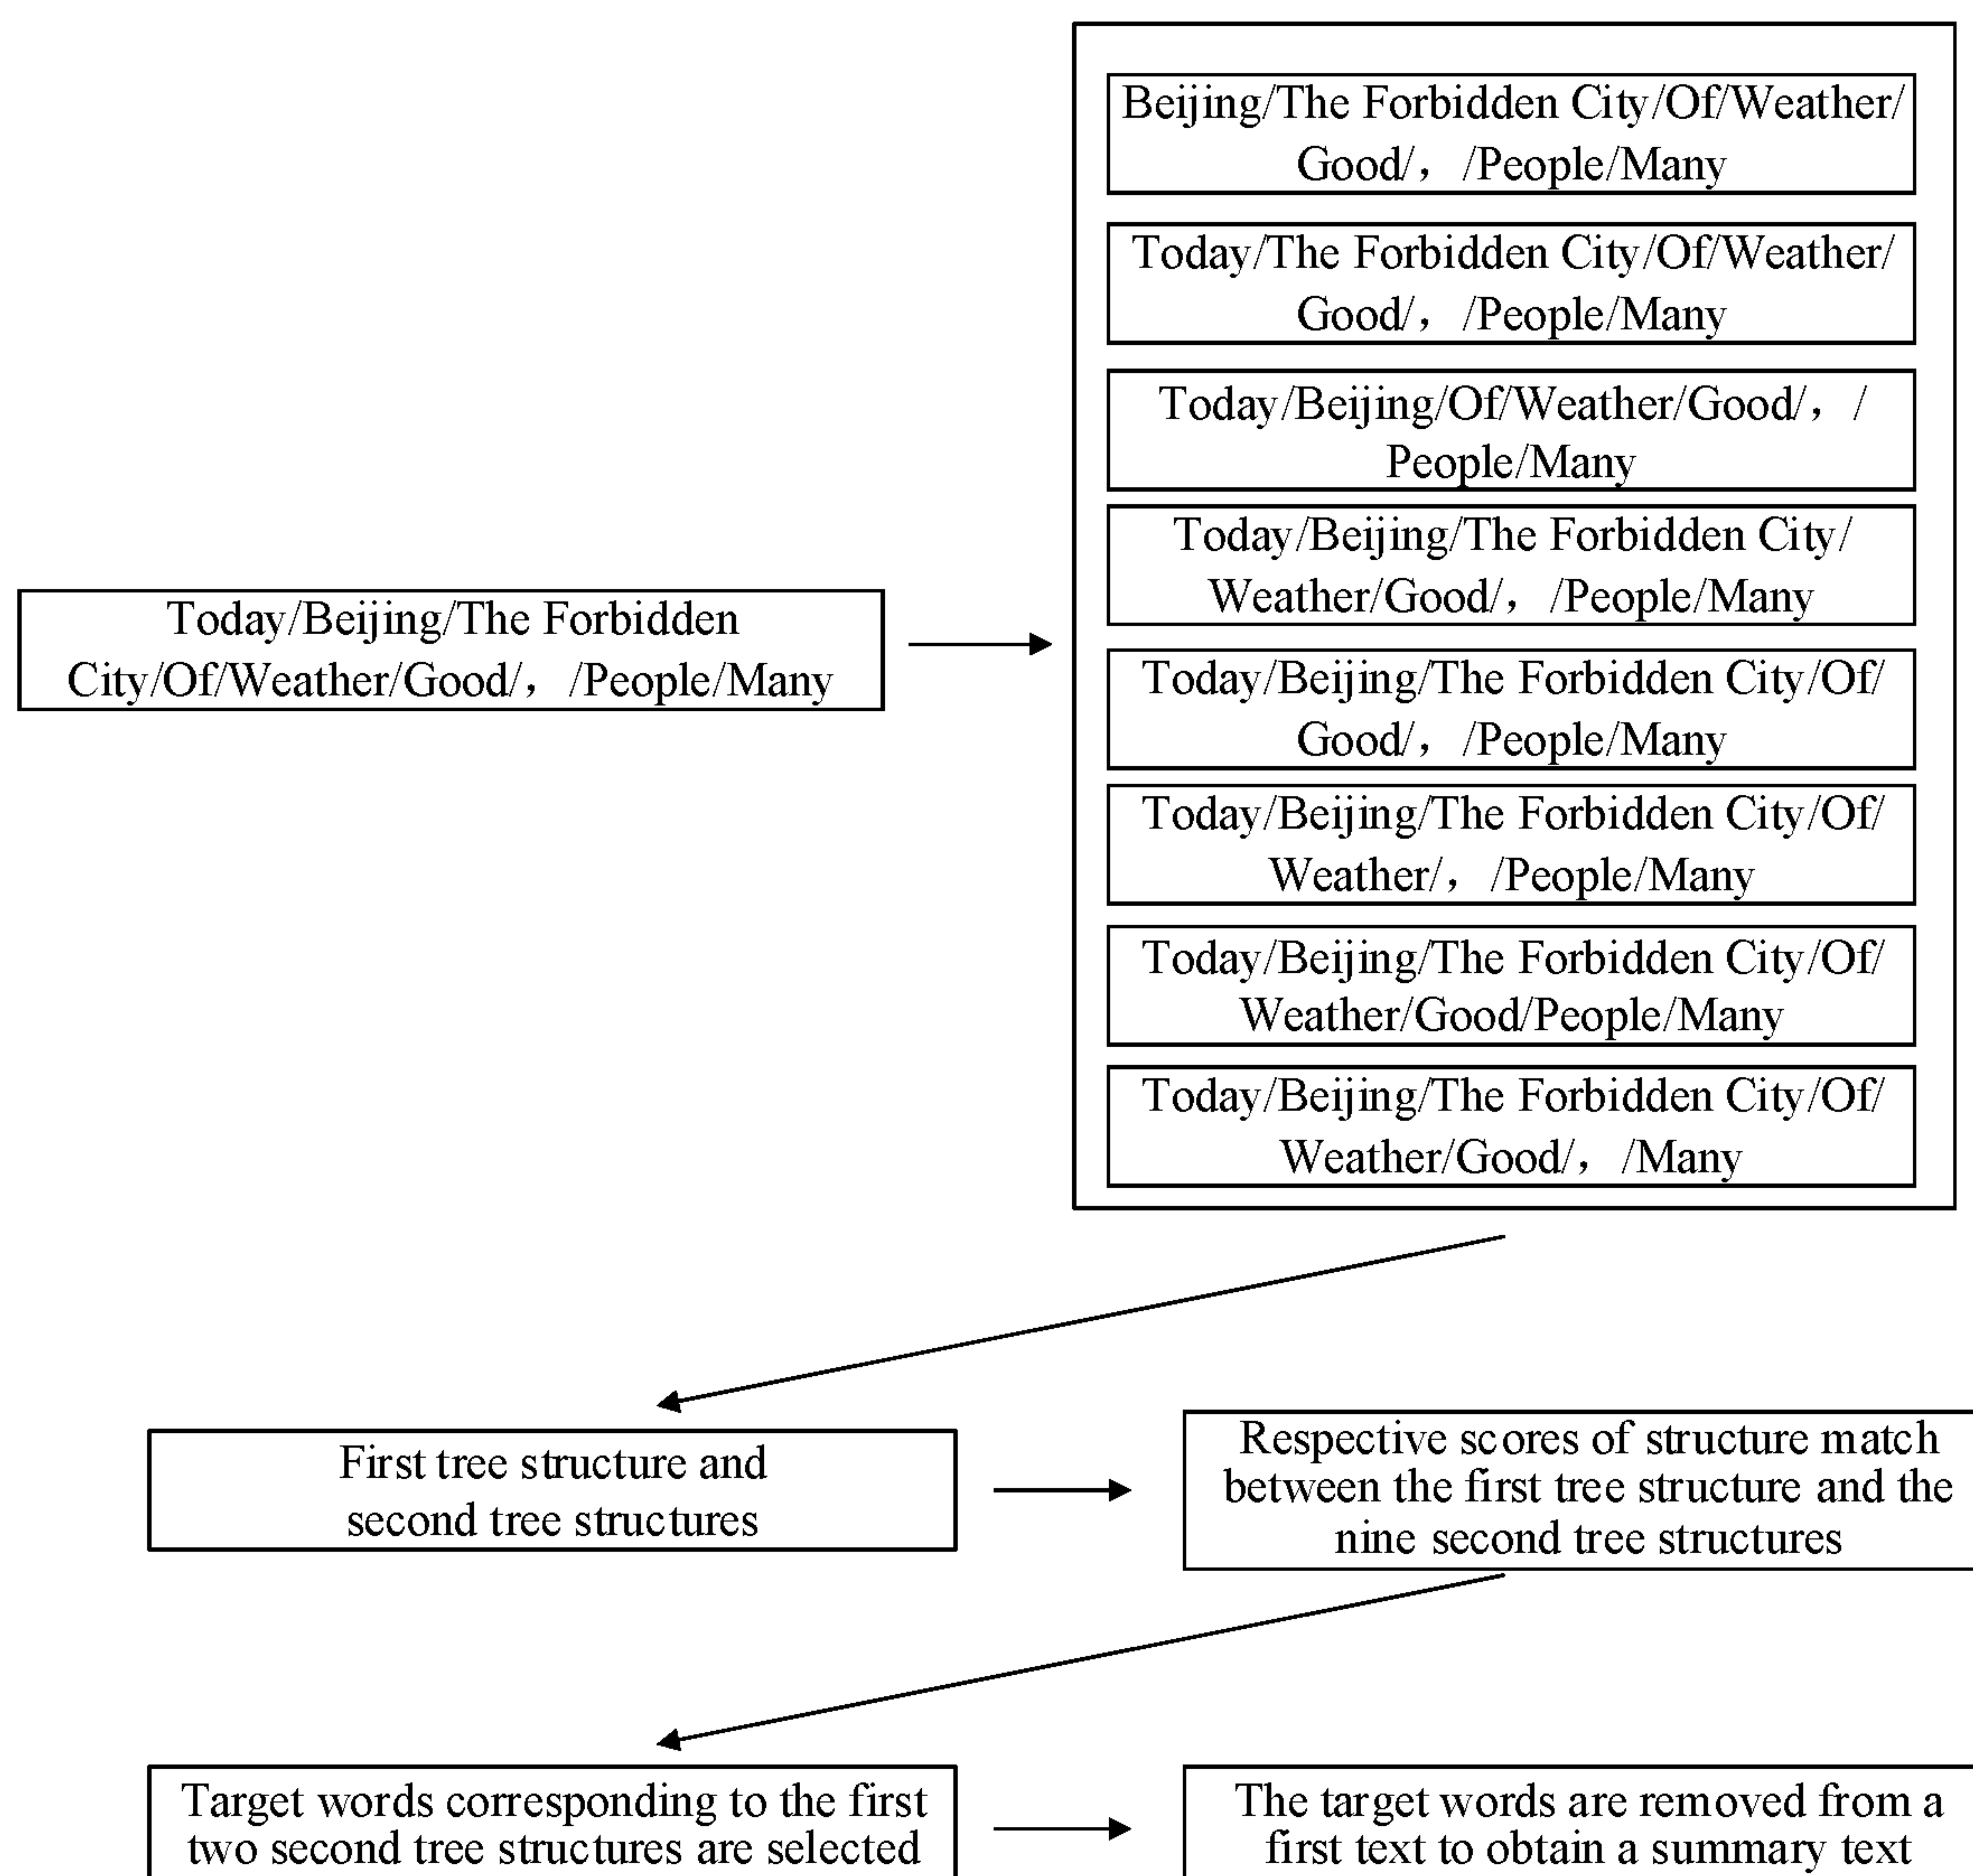 Today/Beijing/The Forbidden
City/Of/Weather/Good/， /People/Many
Beijing/The Forbidden City/Of/Weather/
Good/， /People/Many
Today/The Forbidden City/Of/Weather/
Good/， /People/Many
Today/Beijing/Of/Weather/Good/， /
People/Many
Today/Beijing/The Forbidden City/
Weather/Good/， /People/Many
Today/Beijing/The Forbidden City/Of/
Good/， /People/Many
Today/Beijing/The Forbidden City/Of/
Weather/， /People/Many
Today/Beijing/The Forbidden City/Of/
Weather/Good/People/Many
Today/Beijing/The Forbidden City/Of/
Weather/Good/， /Many
First tree structure and
second tree structures
Respective scores of structure match
between the first tree structure and the
nine second tree structures
Target words corresponding to the first
two second tree structures are selected
The target words are removed from a
first text to obtain a summary text